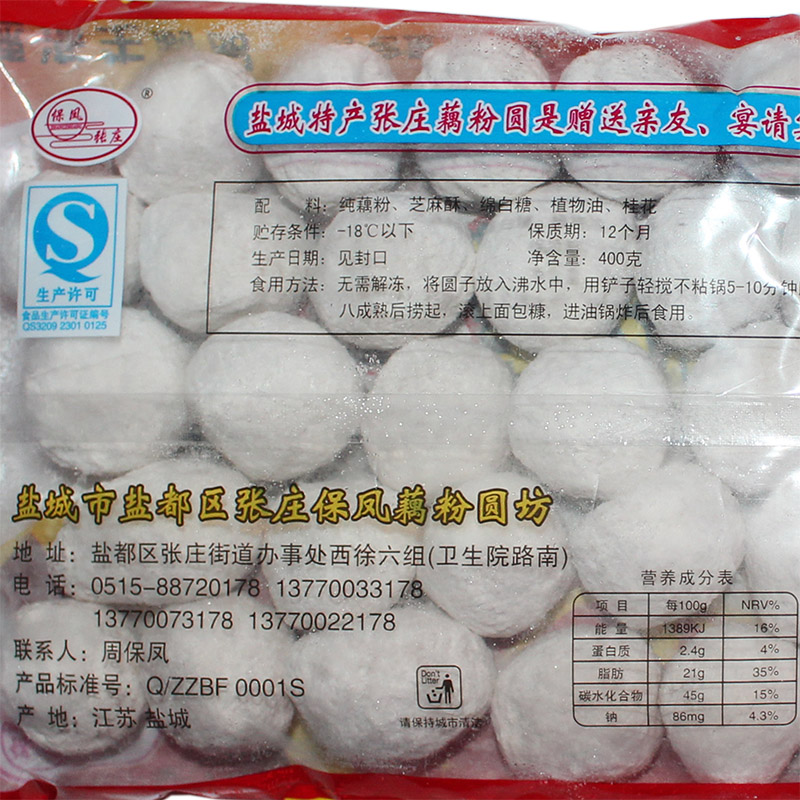 保凤
张庄
®
盐城特产张庄藕粉圆是赠送亲友、宴请
配 料：纯藕粉、芝麻酥、绵白糖、植物油、桂花
贮存条件：-18℃以下 保质期：12个月
生产日期：见封口 净含量：400克
食用方法：无需解冻，将圆子放入沸水中，用铲子轻搅不粘锅5-10分钟
八成熟后捞起，滚上面包糠，进油锅炸后食用。
生产许可
食品生产许可证编号
QS3209 2301 0125
盐城市盐都区张庄保凤藕粉圆坊
地 址：盐都区张庄街道办事处西徐六组(卫生院路南)
电 话：0515-88720178 13770033178
13770073178 13770022178
联系人：周保凤
产品标准号：Q/ZZBF 0001S
产 地：江苏 盐城
Don't
Litter
请保持城市清洁
营养成分表
项 目 每100g NRV%
能 量 1389KJ 16%
蛋白质 2.4g 4%
脂肪 21g 35%
碳水化合物 45g 15%
钠 86mg 4.3%